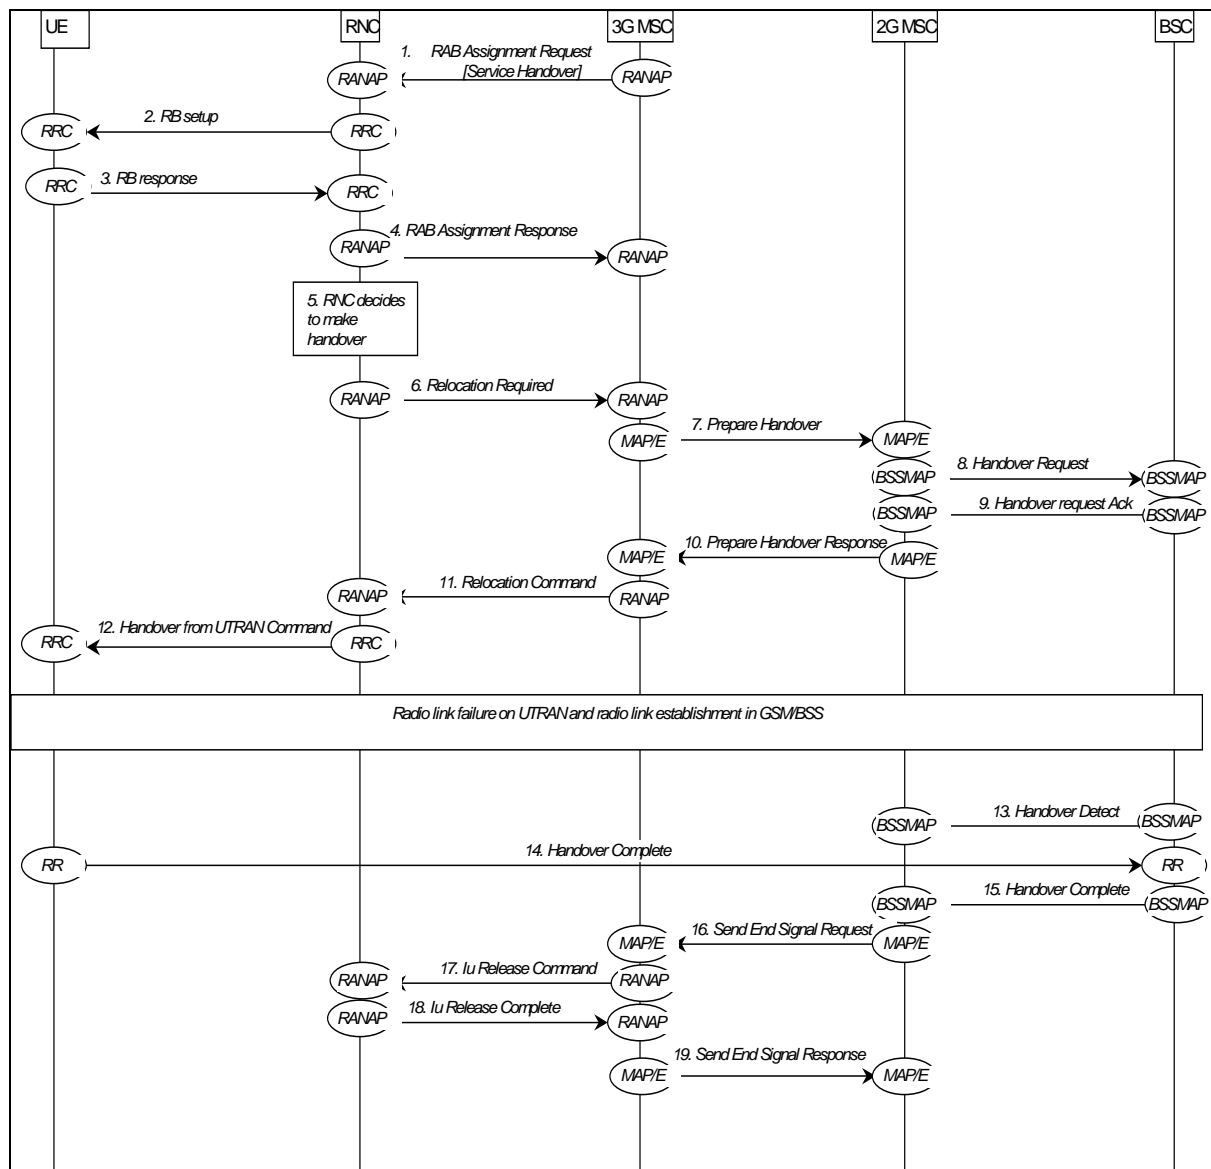 UE RNC 3G MSC 2G MSC BSC
1. RAB Assignment Request
[Service Handover]
RANAP RANAP
2. RB setup
RRC RRC
3. RB response
RRC RRC
4. RAB Assignment Response
RANAP RANAP
5. RNC decides
to make
handover
6. Relocation Required
RANAP RANAP
7. Prepare Handover
MAP/E MAP/E
8. Handover Request
BSSMAP BSSMAP
9. Handover request Ack
BSSMAP BSSMAP
10. Prepare Handover Response
MAP/E MAP/E
11. Relocation Command
RANAP RANAP
12. Handover from UTRAN Command
RRC RRC
Radio link failure on UTRAN and radio link establishment in GSM/BSS
13. Handover Detect
BSSMAP BSSMAP
14. Handover Complete
RR RR
15. Handover Complete
BSSMAP BSSMAP
16. Send End Signal Request
MAP/E MAP/E
17. Iu Release Command
RANAP RANAP
18. Iu Release Complete
RANAP RANAP
19. Send End Signal Response
MAP/E MAP/E